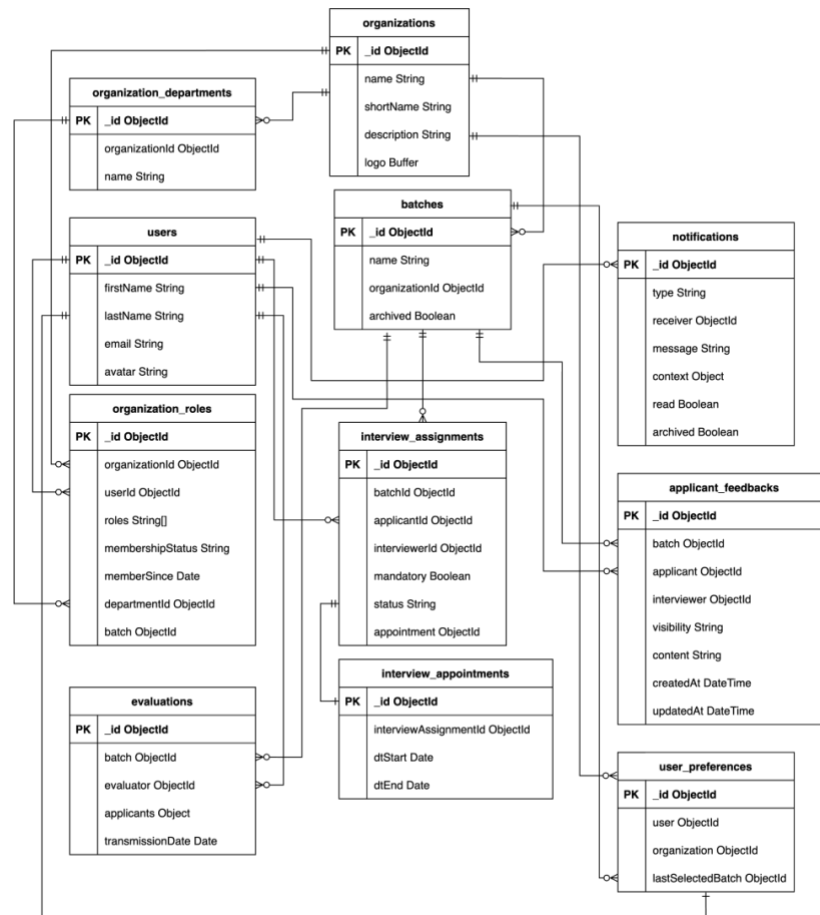 organizations
PK _id ObjectId
name String
shortName String
description String
logo Buffer
organization_departments
PK _id ObjectId
organizationId ObjectId
name String
batches
PK _id ObjectId
name String
organizationId ObjectId
archived Boolean
users
PK _id ObjectId
firstName String
lastName String
email String
avatar String
notifications
PK _id ObjectId
type String
receiver ObjectId
message String
context Object
read Boolean
archived Boolean
organization_roles
PK _id ObjectId
organizationId ObjectId
userId ObjectId
roles String[]
membershipStatus String
memberSince Date
departmentId ObjectId
batch ObjectId
interview_assignments
PK _id ObjectId
batchId ObjectId
applicantId ObjectId
interviewerId ObjectId
mandatory Boolean
status String
appointment ObjectId
applicant_feedbacks
PK _id ObjectId
batch ObjectId
applicant ObjectId
interviewer ObjectId
visibility String
content String
createdAt DateTime
updatedAt DateTime
interview_appointments
PK _id ObjectId
interviewAssignmentId ObjectId
dtStart Date
dtEnd Date
evaluations
PK _id ObjectId
batch ObjectId
evaluator ObjectId
applicants Object
transmissionDate Date
user_preferences
PK _id ObjectId
user ObjectId
organization ObjectId
lastSelectedBatch ObjectId